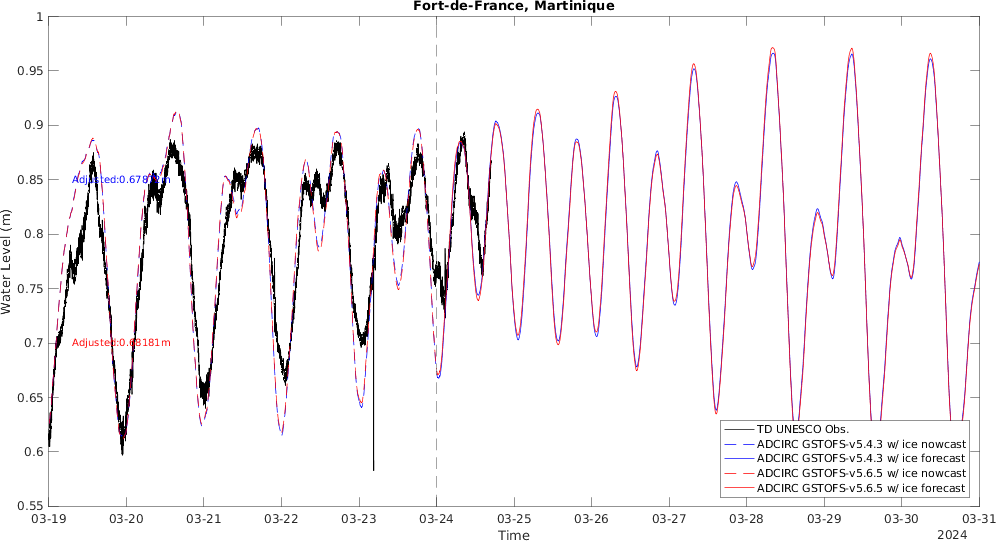 Fort-de-France, Martinique
Water Level (m)
1
0.95
0.9
0.85
0.8
0.75
0.7
0.65
0.6
0.55
Adjusted:0.68181m
TD UNESCO Obs.
ADCIRC GSTOFS-v5.4.3 w/ ice nowcast
ADCIRC GSTOFS-v5.4.3 w/ ice forecast
ADCIRC GSTOFS-v5.6.5 w/ ice nowcast
ADCIRC GSTOFS-v5.6.5 w/ ice forecast
03-19 03-20 03-21 03-22 03-23 03-24 03-25 03-26 03-27 03-28 03-29 03-30 03-31
Time
2024